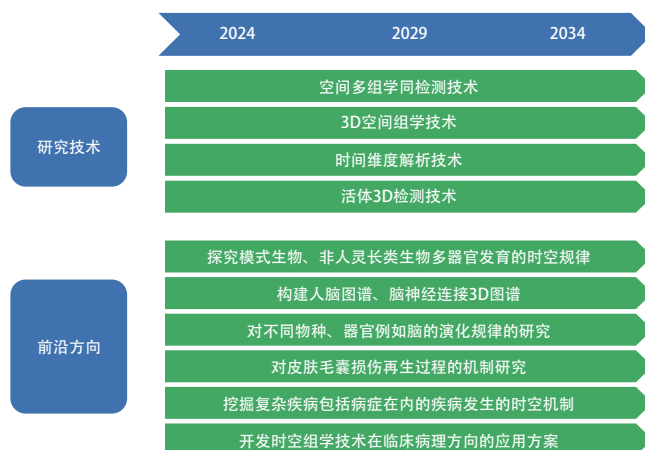 2024 2029 2034
空间多组学同检测技术
3D空间组学技术
研究技术
时间维度解析技术
活体3D检测技术
探究模式生物、非人灵长类生物多器官发育的时空规律
构建人脑图谱、脑神经连接3D图谱
对不同物种、器官例如脑的演化规律的研究
前沿方向
对皮肤毛囊损伤再生过程的机制研究
挖掘复杂疾病包括病症在内的疾病发生的时空机制
开发时空组学技术在临床病理方向的应用方案